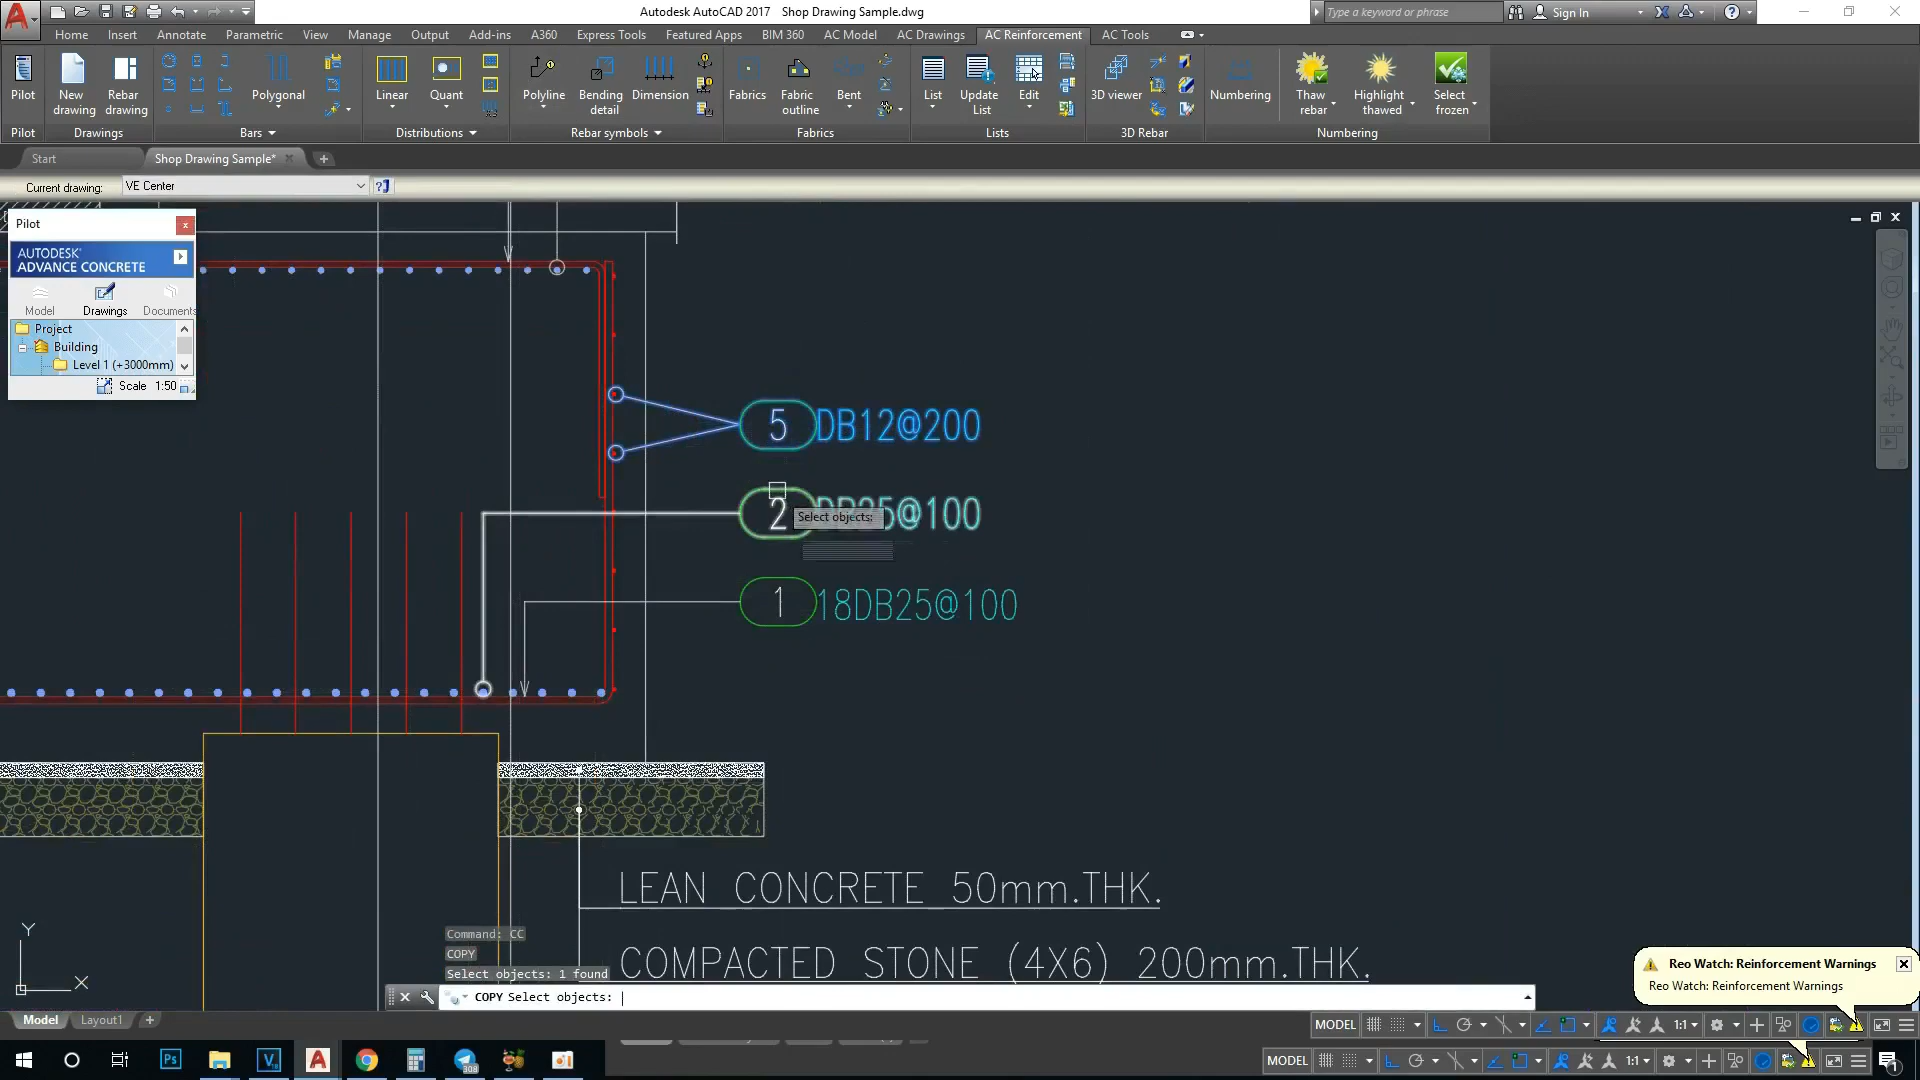 Autodesk AutoCAD 2017 Shop Drawing Sample.dwg
Type a keyword or phrase
Sign In
Home Insert Annotate Parametric View Manage Output Add-ins A360 Express Tools Featured Apps BIM 360 AC Model AC Drawings AC Reinforcement AC Tools
Pilot
New drawing
Rebar drawing
Polygonal
Linear
Quant
Polyline
Bending detail
Dimension
Fabrics
Fabric outline
Bent
List
Update List
Edit
3D viewer
Numbering
Thaw rebar
Highlight thawed
Select frozen
Pilot Drawings Bars Distributions Rebar symbols Fabrics Lists 3D Rebar Numbering
Start
Shop Drawing Sample*
Current drawing: VE Center
Pilot
AUTODESK
ADVANCE CONCRETE
Model Drawings Documents
Project
Building
Level 1 (+3000mm)
Scale 1:50
5 DB12@200
2 DB25@100
Select objects:
1 18DB25@100
LEAN CONCRETE 50mm.THK.
COMPACTED STONE (4X6) 200mm.THK.
Y
X
Command: CC
COPY
Select objects: 1 found
COPY Select objects:
Reo Watch: Reinforcement Warnings
Reo Watch: Reinforcement Warnings
Model Layout1
MODEL 1:1
MODEL 1:1
Ps
308
1